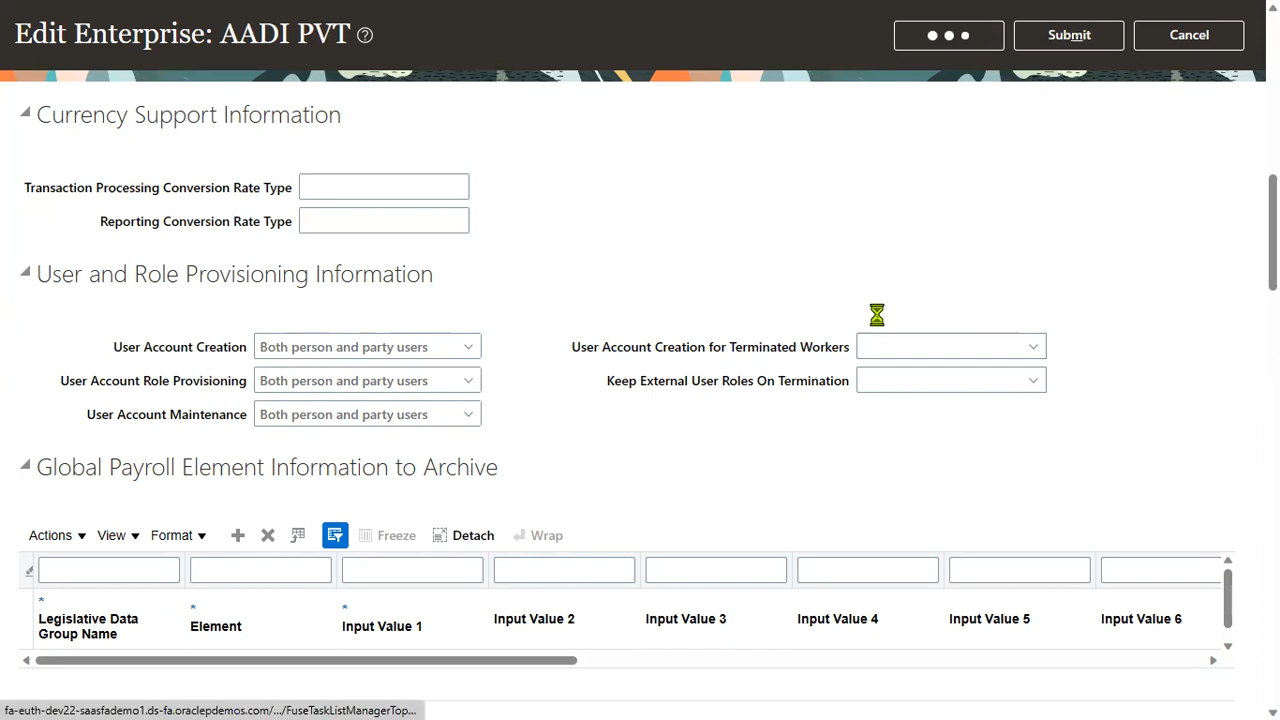 Edit Enterprise: AADI PVT
Submit
Cancel
Currency Support Information
Transaction Processing Conversion Rate Type
Reporting Conversion Rate Type
User and Role Provisioning Information
User Account Creation Both person and party users
User Account Creation for Terminated Workers
User Account Role Provisioning Both person and party users
Keep External User Roles On Termination
User Account Maintenance Both person and party users
Global Payroll Element Information to Archive
Actions View Format Freeze Detach Wrap
* * *
Legislative Data
Group Name
Element
Input Value 1
Input Value 2
Input Value 3
Input Value 4
Input Value 5
Input Value 6
fa-euth-dev22-saasfademo1.ds-fa.oraclepdemos.com/.../FuseTaskListManagerTop...